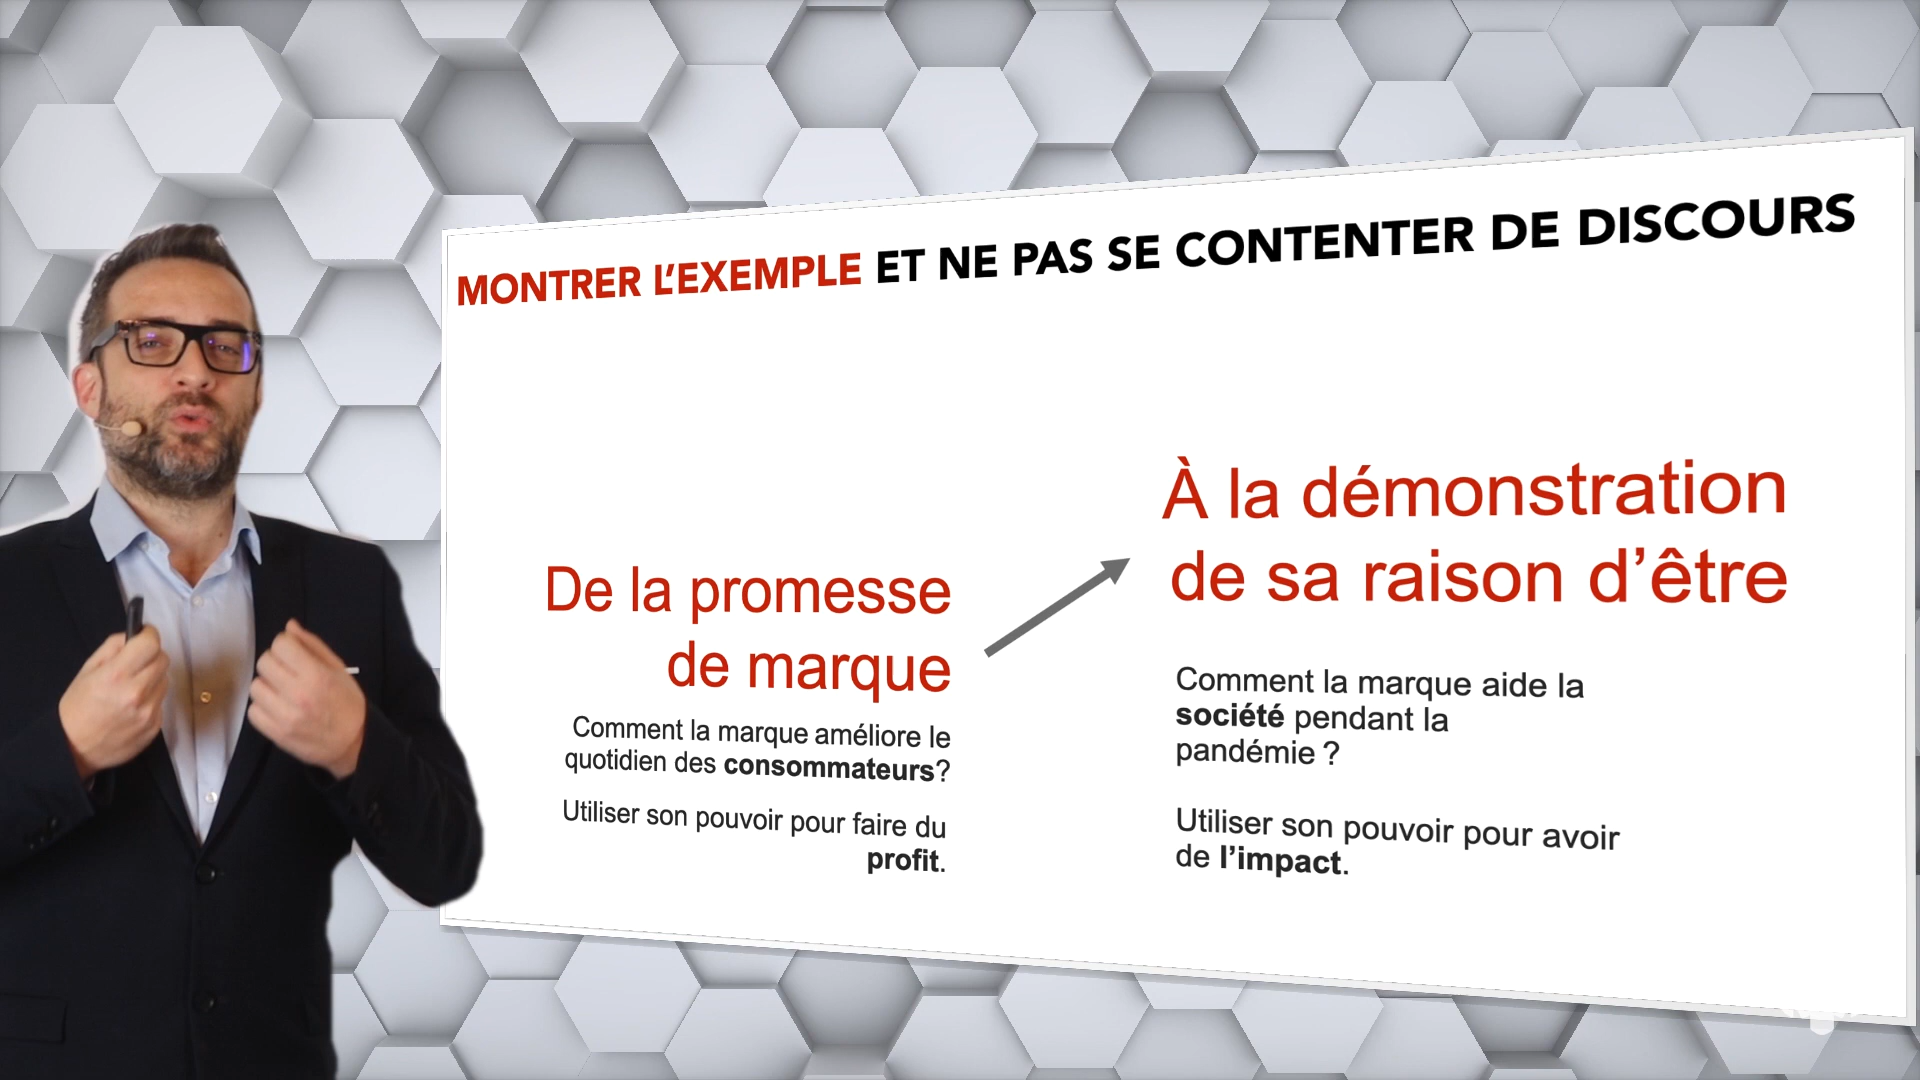 MONTRER L’EXEMPLE ET NE PAS SE CONTENTER DE DISCOURS
De la promesse
de marque
Comment la marque améliore le
quotidien des consommateurs?
Utiliser son pouvoir pour faire du
profit.
À la démonstration
de sa raison d’être
Comment la marque aide la
société pendant la
pandémie ?
Utiliser son pouvoir pour avoir
de l’impact.